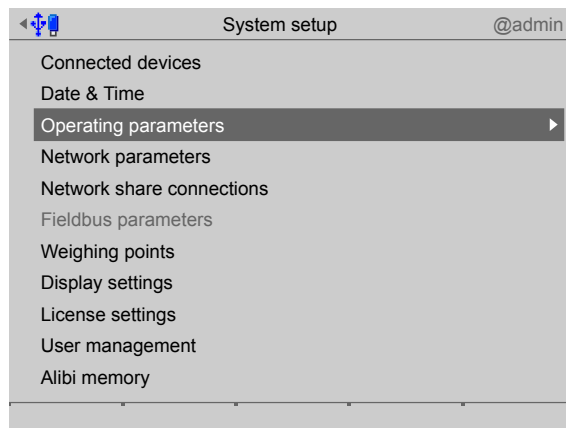 System setup @admin
Connected devices
Date & Time
Operating parameters
Network parameters
Network share connections
Fieldbus parameters
Weighing points
Display settings
License settings
User management
Alibi memory